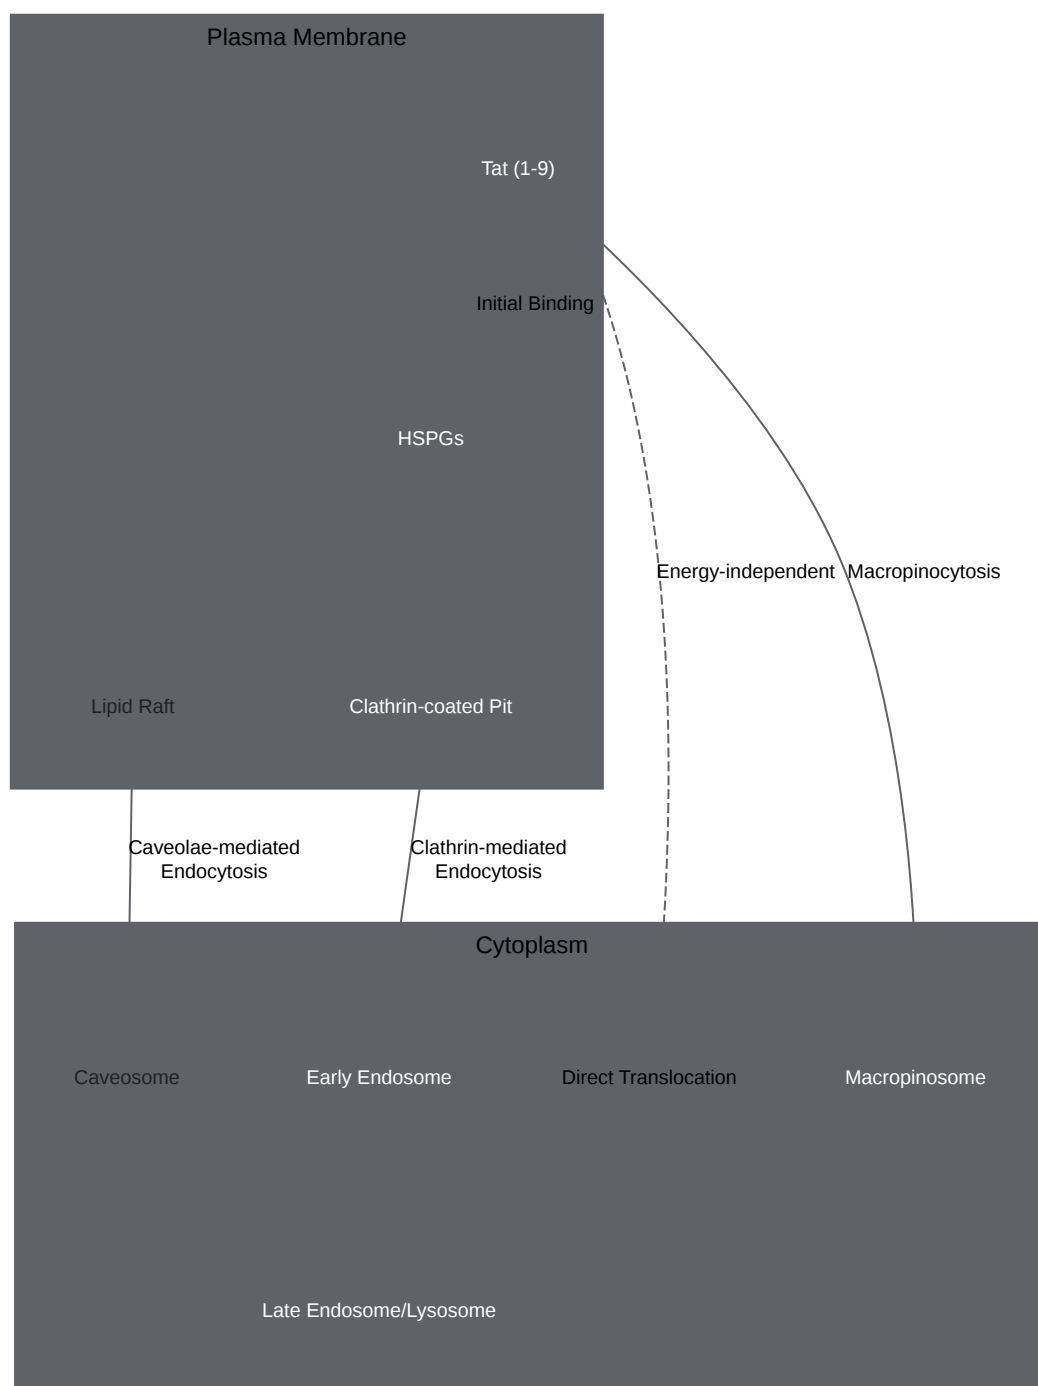 Plasma Membrane
Tat (1-9)
Initial Binding
HSPGs
Energy-independent
Macropinocytosis
Lipid Raft
Clathrin-coated Pit
Caveolae-mediated
Endocytosis
Clathrin-mediated
Endocytosis
Cytoplasm
Caveosome
Early Endosome
Direct Translocation
Macropinosome
Late Endosome/Lysosome